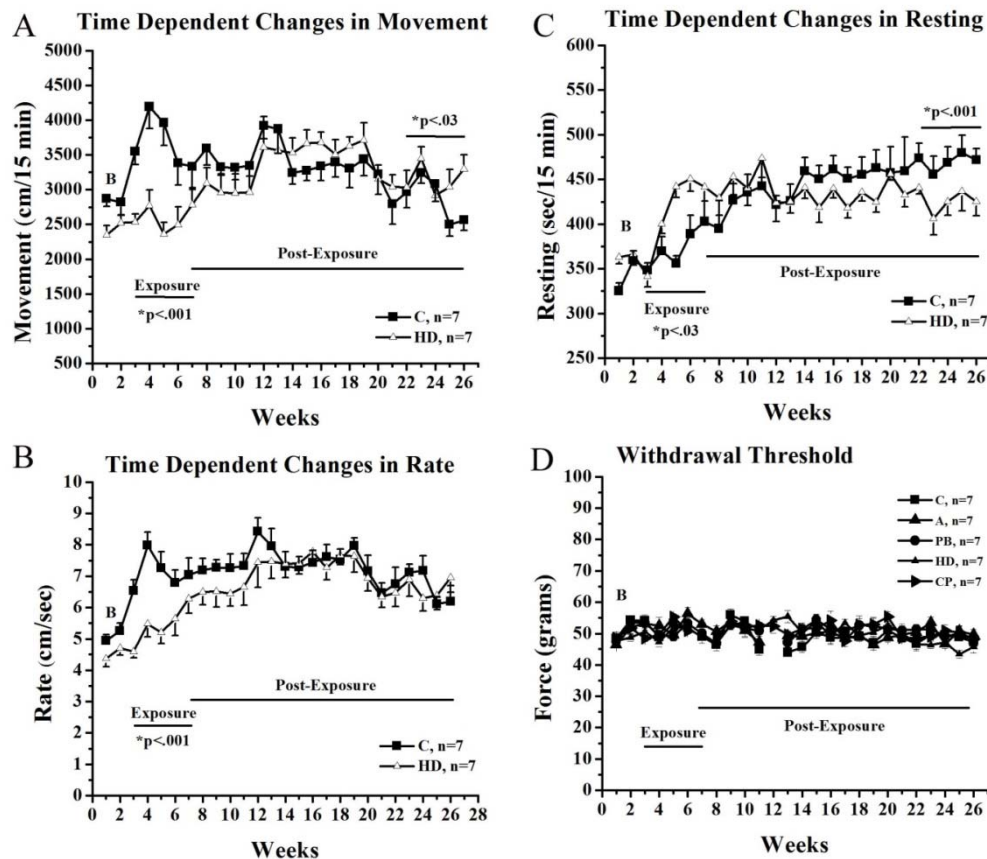 A
Time Dependent Changes in Movement
Movement (cm/15 min)
5000
4500
4000
3500
3000
2500
2000
1500
1000
500
B
*p<.03
Post-Exposure
Exposure
*p<.001
C, n=7
HD, n=7
0 2 4 6 8 10 12 14 16 18 20 22 24 26
Weeks
B
Time Dependent Changes in Rate
Rate (cm/sec)
10
9
8
7
6
5
4
3
2
1
0
B
Post-Exposure
Exposure
*p<.001
C, n=7
HD, n=7
0 2 4 6 8 10 12 14 16 18 20 22 24 26 28
Weeks
C
Time Dependent Changes in Resting
Resting (sec/15 min)
600
550
500
450
400
350
300
250
*p<.001
B
Post-Exposure
Exposure
*p<.03
C, n=7
HD, n=7
0 2 4 6 8 10 12 14 16 18 20 22 24 26
Weeks
D
Withdrawal Threshold
Force (grams)
100
90
80
70
60
50
40
30
20
10
0
C, n=7
A, n=7
PB, n=7
HD, n=7
CP, n=7
B
Post-Exposure
Exposure
0 2 4 6 8 10 12 14 16 18 20 22 24 26
Weeks